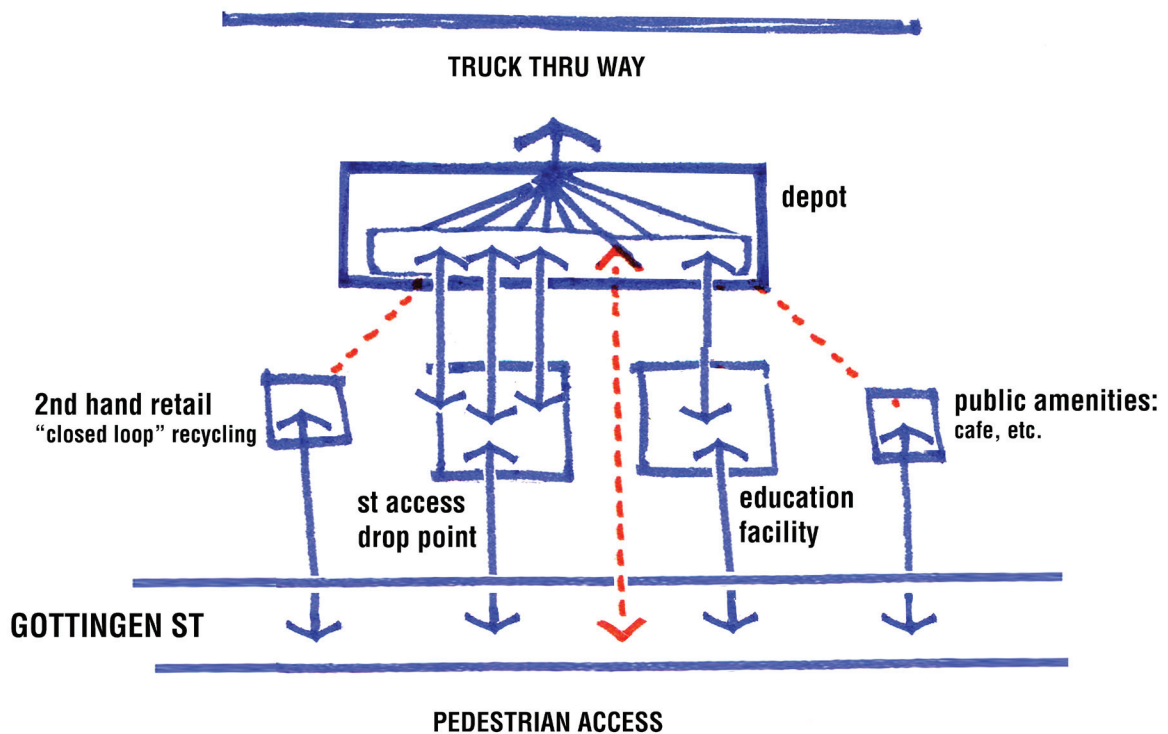 TRUCK THRU WAY
depot
2nd hand retail
“closed loop” recycling
public amenities:
cafe, etc.
st access
drop point
education
facility
GOTTINGEN ST
PEDESTRIAN ACCESS